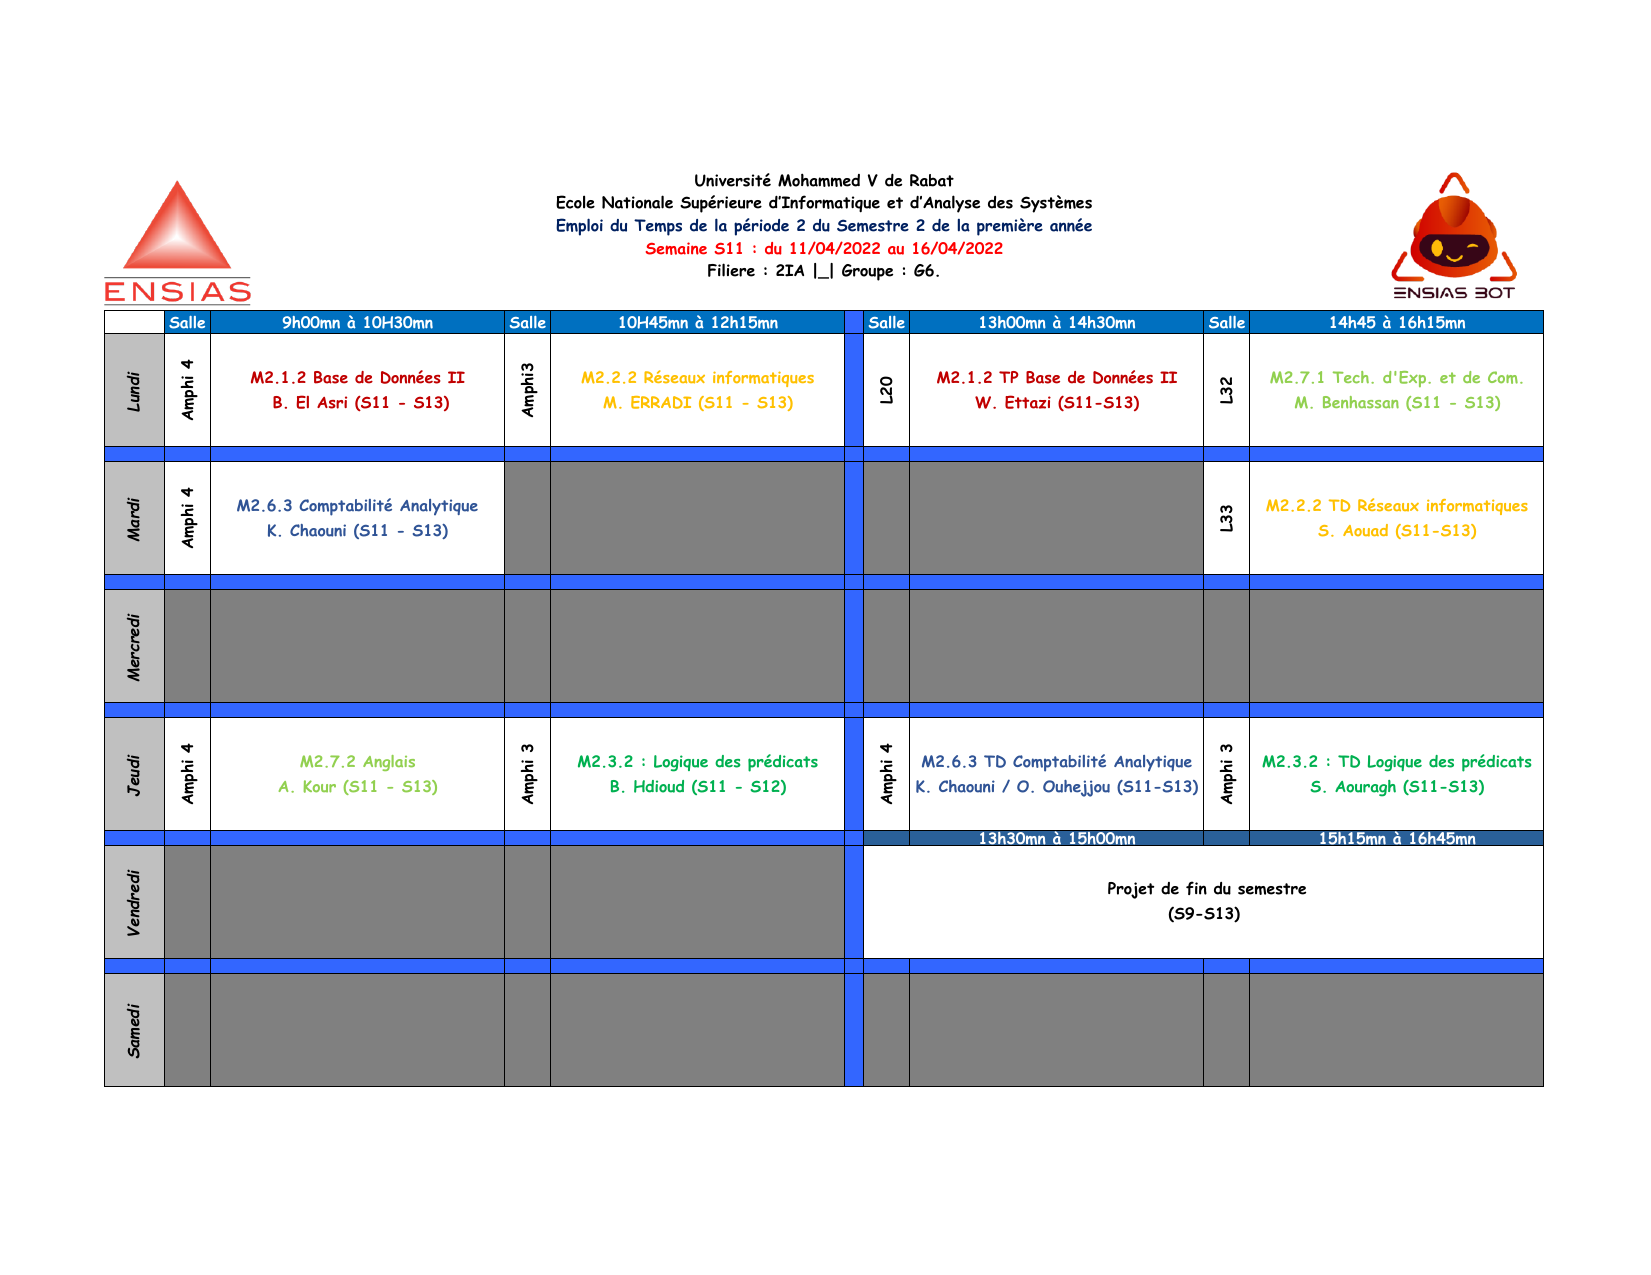 Université Mohammed V de Rabat
Ecole Nationale Supérieure d’Informatique et d’Analyse des Systèmes
Emploi du Temps de la période 2 du Semestre 2 de la première année
Semaine S11 : du 11/04/2022 au 16/04/2022
Filiere : 2IA |_| Groupe : G6.
ENSIAS
ENSIAS BOT
Salle 9h00mn à 10H30mn Salle 10H45mn à 12h15mn Salle 13h00mn à 14h30mn Salle 14h45 à 16h15mn
Lundi
Amphi 4
M2.1.2 Base de Données II
B. El Asri (S11 - S13)
Amphi3
M2.2.2 Réseaux informatiques
M. ERRADI (S11 - S13)
L20
M2.1.2 TP Base de Données II
W. Ettazi (S11-S13)
L32
M2.7.1 Tech. d'Exp. et de Com.
M. Benhassan (S11 - S13)
Mardi
Amphi 4
M2.6.3 Comptabilité Analytique
K. Chaouni (S11 - S13)
L33
M2.2.2 TD Réseaux informatiques
S. Aouad (S11-S13)
Mercredi
Jeudi
Amphi 4
M2.7.2 Anglais
A. Kour (S11 - S13)
Amphi 3
M2.3.2 : Logique des prédicats
B. Hdioud (S11 - S12)
Amphi 4
M2.6.3 TD Comptabilité Analytique
K. Chaouni / O. Ouhejjou (S11-S13)
Amphi 3
M2.3.2 : TD Logique des prédicats
S. Aouragh (S11-S13)
13h30mn à 15h00mn 15h15mn à 16h45mn
Vendredi
Projet de fin du semestre
(S9-S13)
Samedi